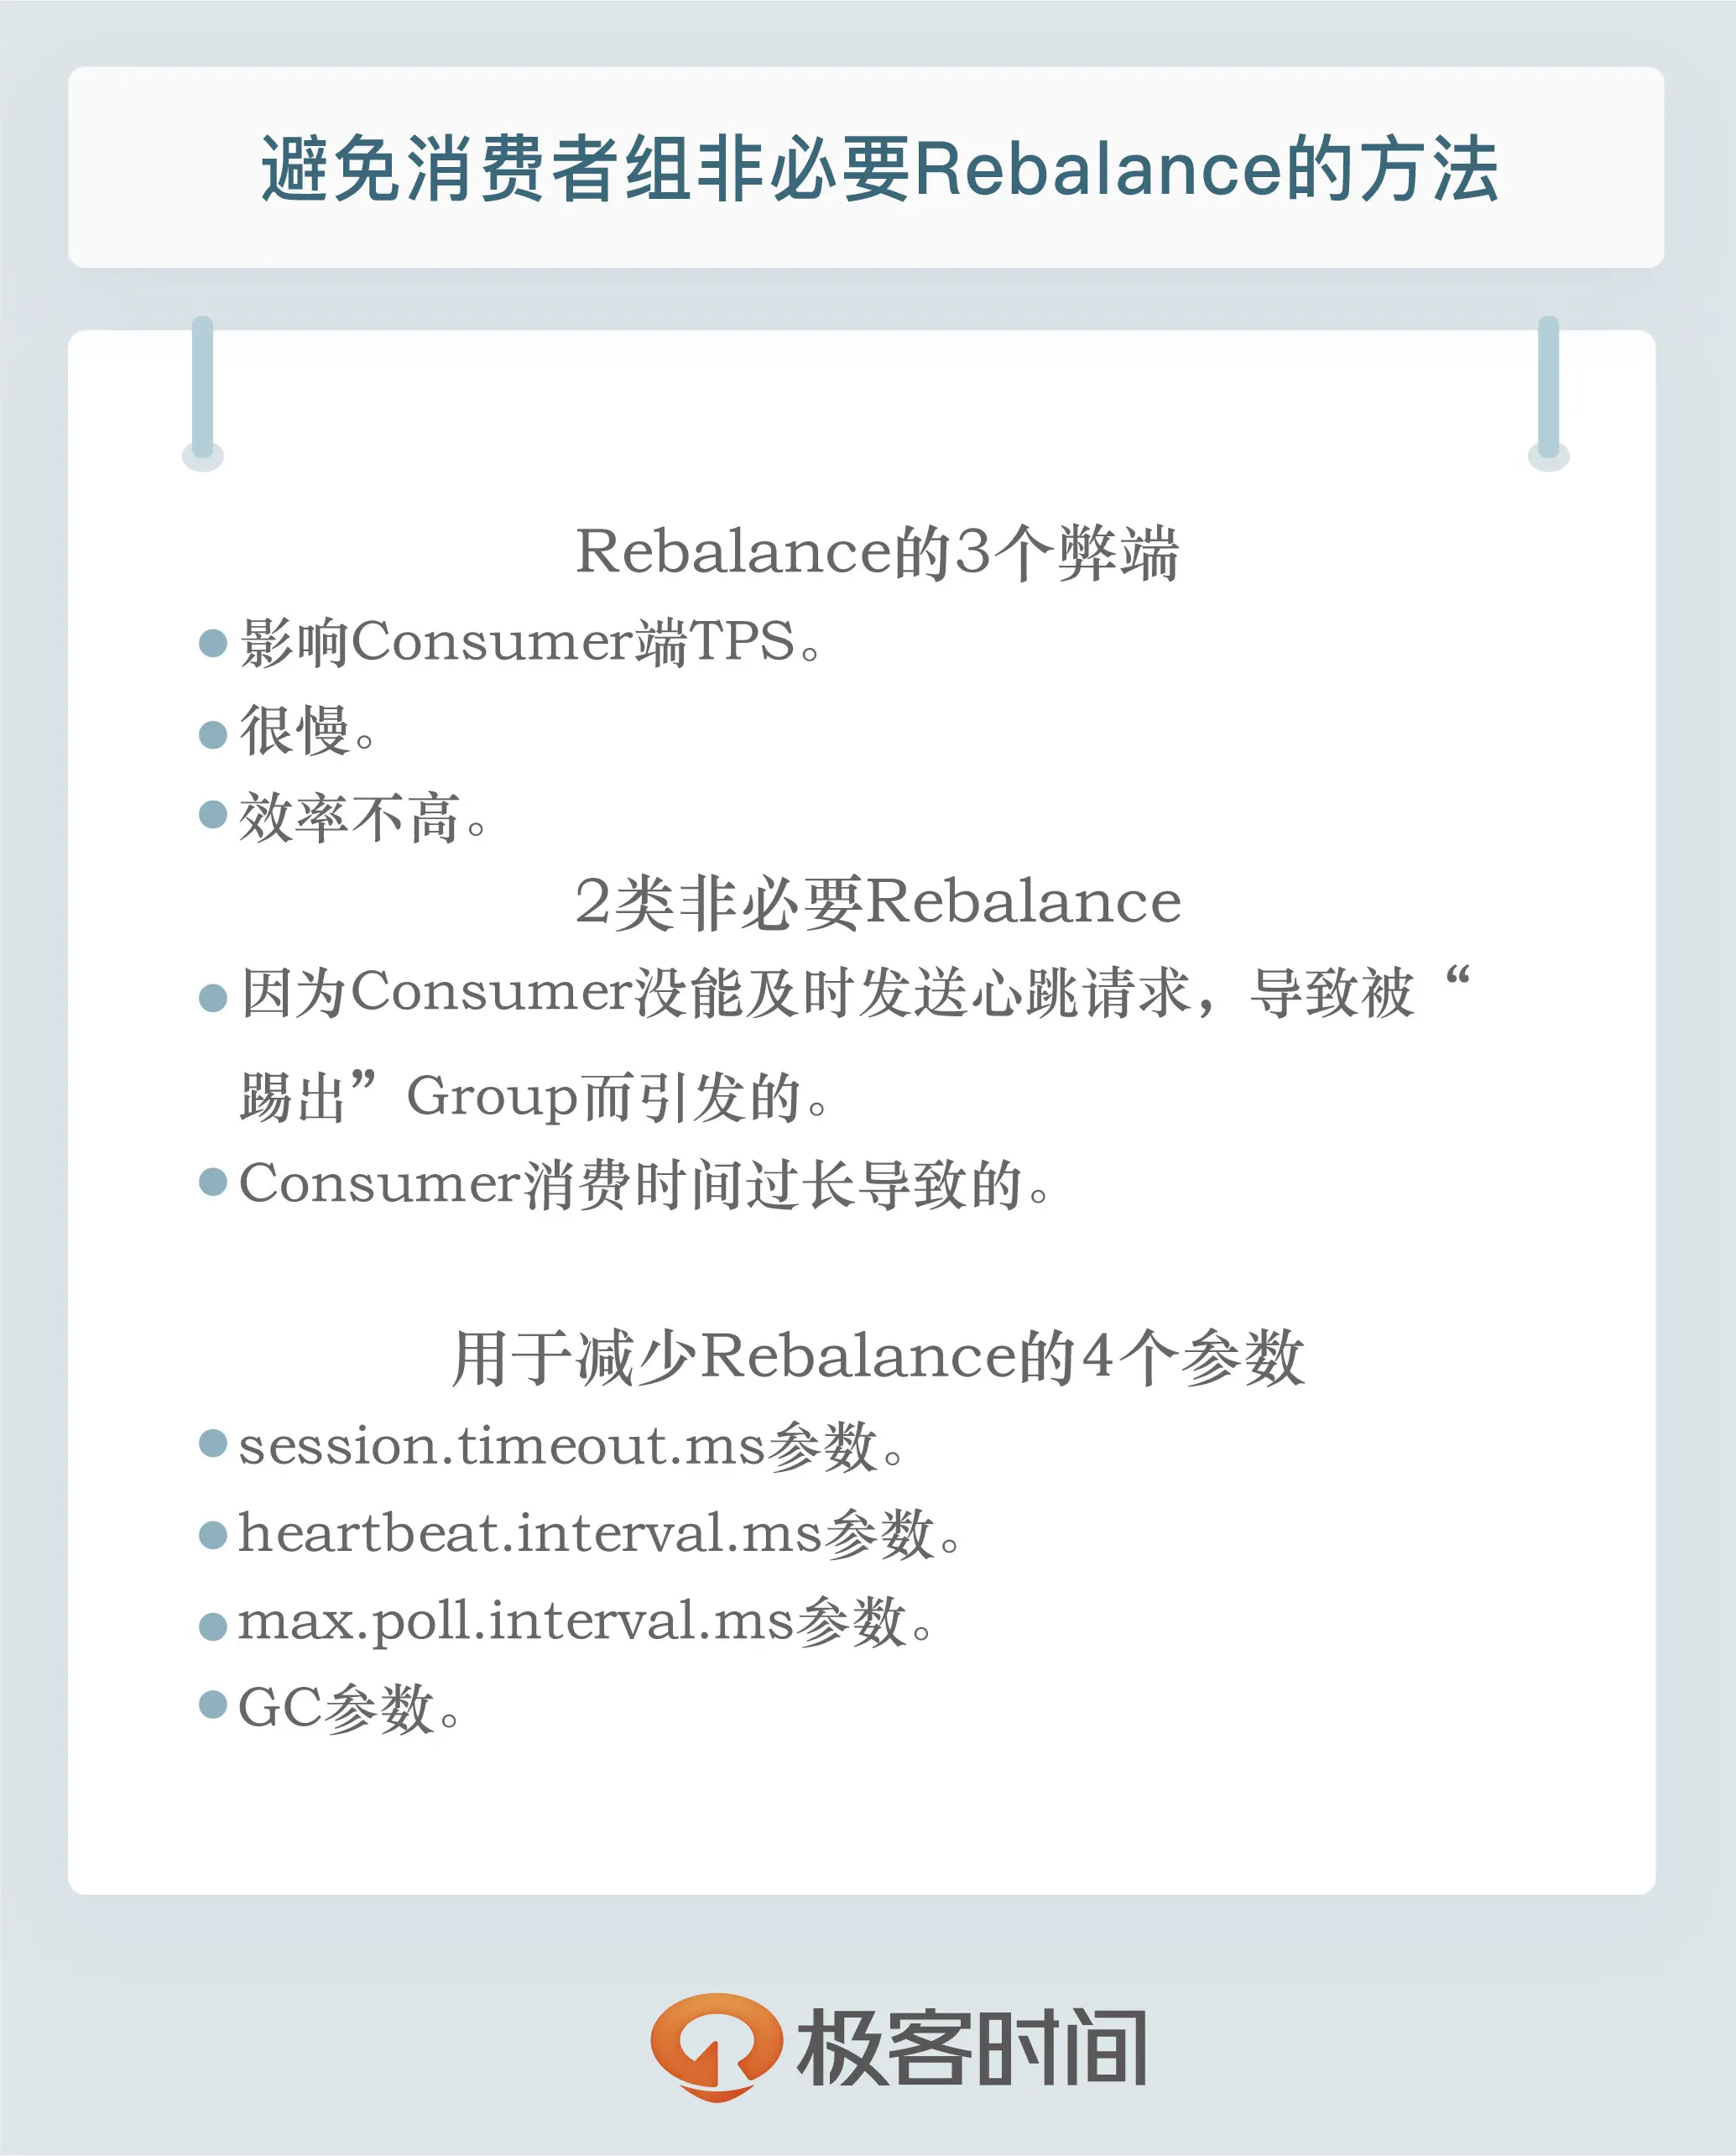 避免消费者组非必要Rebalance的方法
Rebalance的3个弊端
影响Consumer端TPS。
很慢。
效率不高。
2类非必要Rebalance
因为Consumer没能及时发送心跳请求，导致被“
踢出”Group而引发的。
Consumer消费时间过长导致的。
用于减少Rebalance的4个参数
session.timeout.ms参数。
heartbeat.interval.ms参数。
max.poll.interval.ms参数。
GC参数。
极客时间